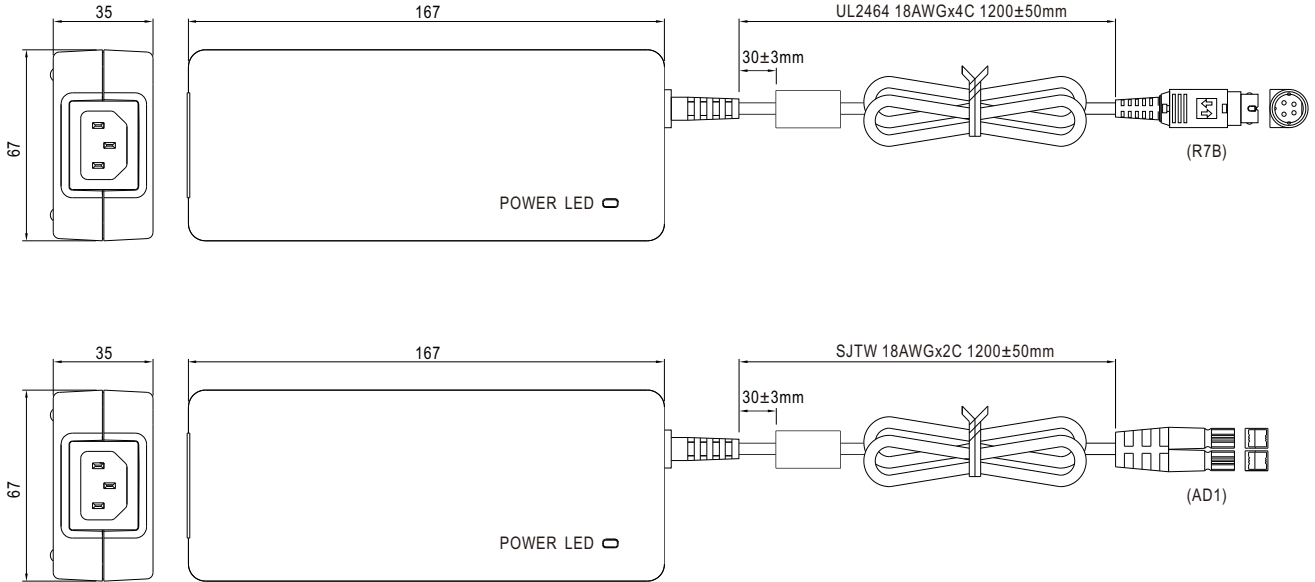 35
167
UL2464 18AWGx4C 1200±50mm
30±3mm
67
(R7B)
POWER LED
35
167
SJTW 18AWGx2C 1200±50mm
30±3mm
67
(AD1)
POWER LED